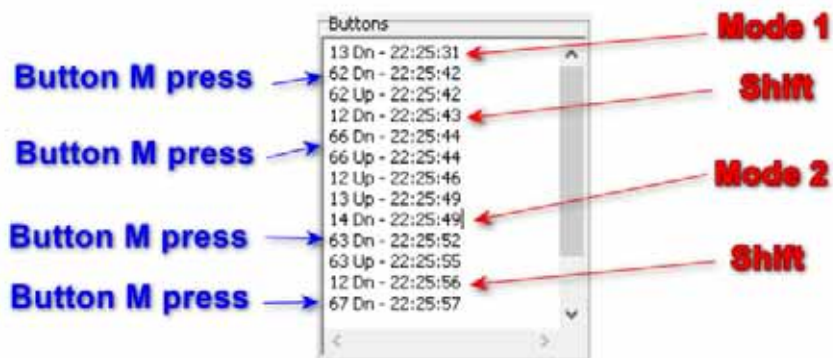 Buttons
Mode 1
13 Dn - 22:25:31
Button M press
62 Dn - 22:25:42
62 Up - 22:25:42
Shift
12 Dn - 22:25:43
Button M press
66 Dn - 22:25:44
66 Up - 22:25:44
12 Up - 22:25:46
Mode 2
13 Up - 22:25:49
14 Dn - 22:25:49
Button M press
63 Dn - 22:25:52
63 Up - 22:25:55
Shift
12 Dn - 22:25:56
Button M press
67 Dn - 22:25:57